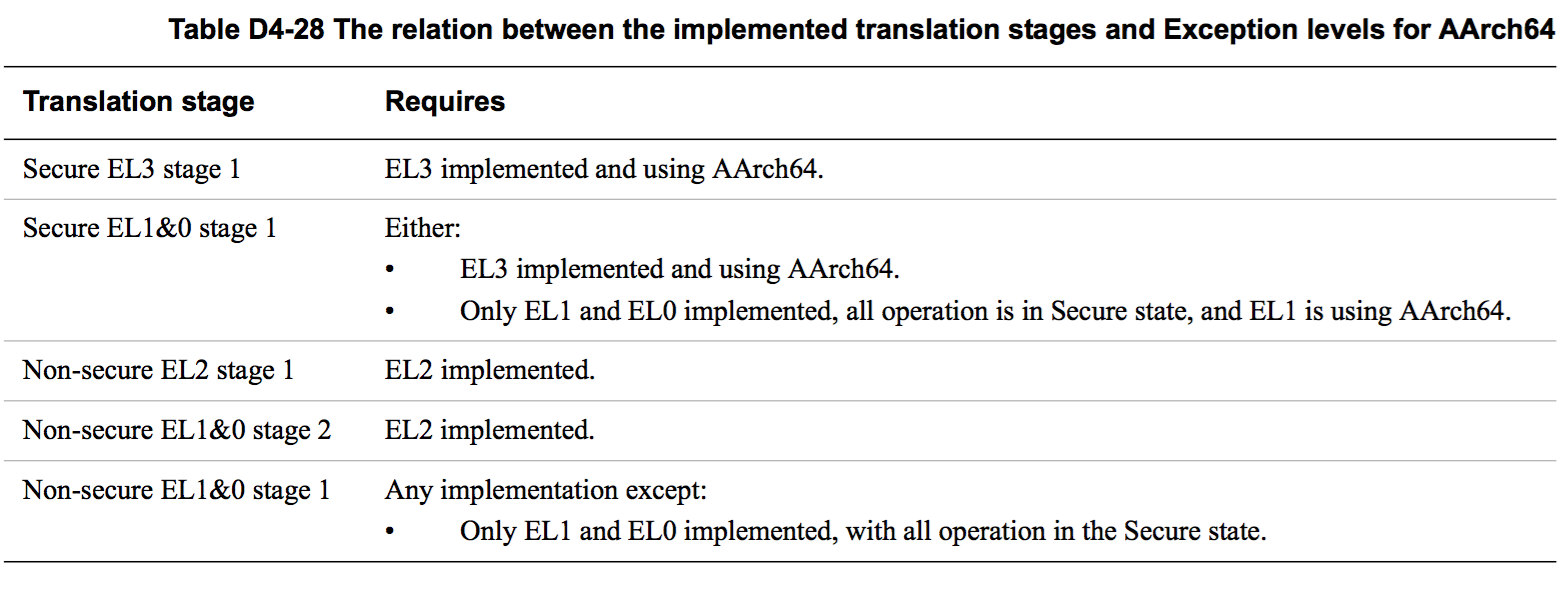 Table D4-28 The relation between the implemented translation stages and Exception levels for AArch64
Translation stage Requires
Secure EL3 stage 1 EL3 implemented and using AArch64.
Secure EL1&0 stage 1 Either:
• EL3 implemented and using AArch64.
• Only EL1 and EL0 implemented, all operation is in Secure state, and EL1 is using AArch64.
Non-secure EL2 stage 1 EL2 implemented.
Non-secure EL1&0 stage 2 EL2 implemented.
Non-secure EL1&0 stage 1 Any implementation except:
• Only EL1 and EL0 implemented, with all operation in the Secure state.